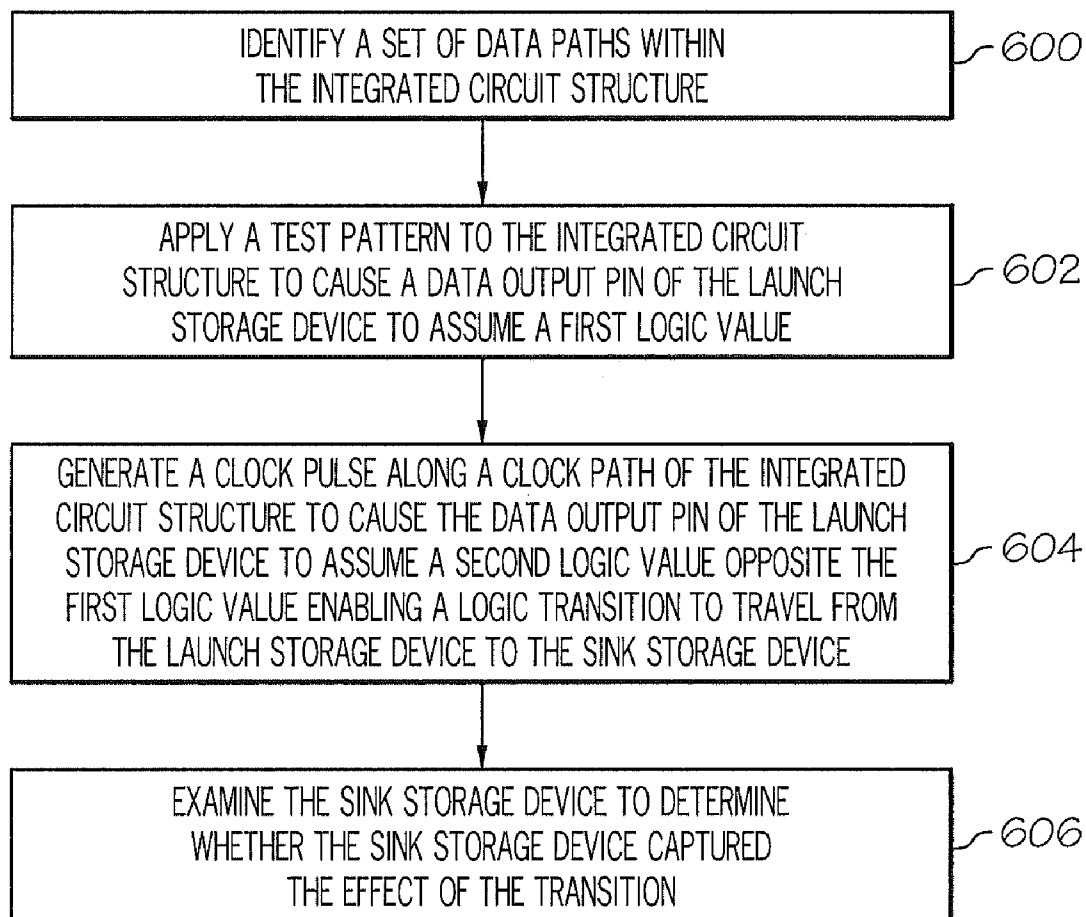 IDENTIFY A SET OF DATA PATHS WITHIN
THE INTEGRATED CIRCUIT STRUCTURE
600
APPLY A TEST PATTERN TO THE INTEGRATED CIRCUIT
STRUCTURE TO CAUSE A DATA OUTPUT PIN OF THE LAUNCH
STORAGE DEVICE TO ASSUME A FIRST LOGIC VALUE
602
GENERATE A CLOCK PULSE ALONG A CLOCK PATH OF THE INTEGRATED
CIRCUIT STRUCTURE TO CAUSE THE DATA OUTPUT PIN OF THE LAUNCH
STORAGE DEVICE TO ASSUME A SECOND LOGIC VALUE OPPOSITE THE
FIRST LOGIC VALUE ENABLING A LOGIC TRANSITION TO TRAVEL FROM
THE LAUNCH STORAGE DEVICE TO THE SINK STORAGE DEVICE
604
EXAMINE THE SINK STORAGE DEVICE TO DETERMINE
WHETHER THE SINK STORAGE DEVICE CAPTURED
THE EFFECT OF THE TRANSITION
606